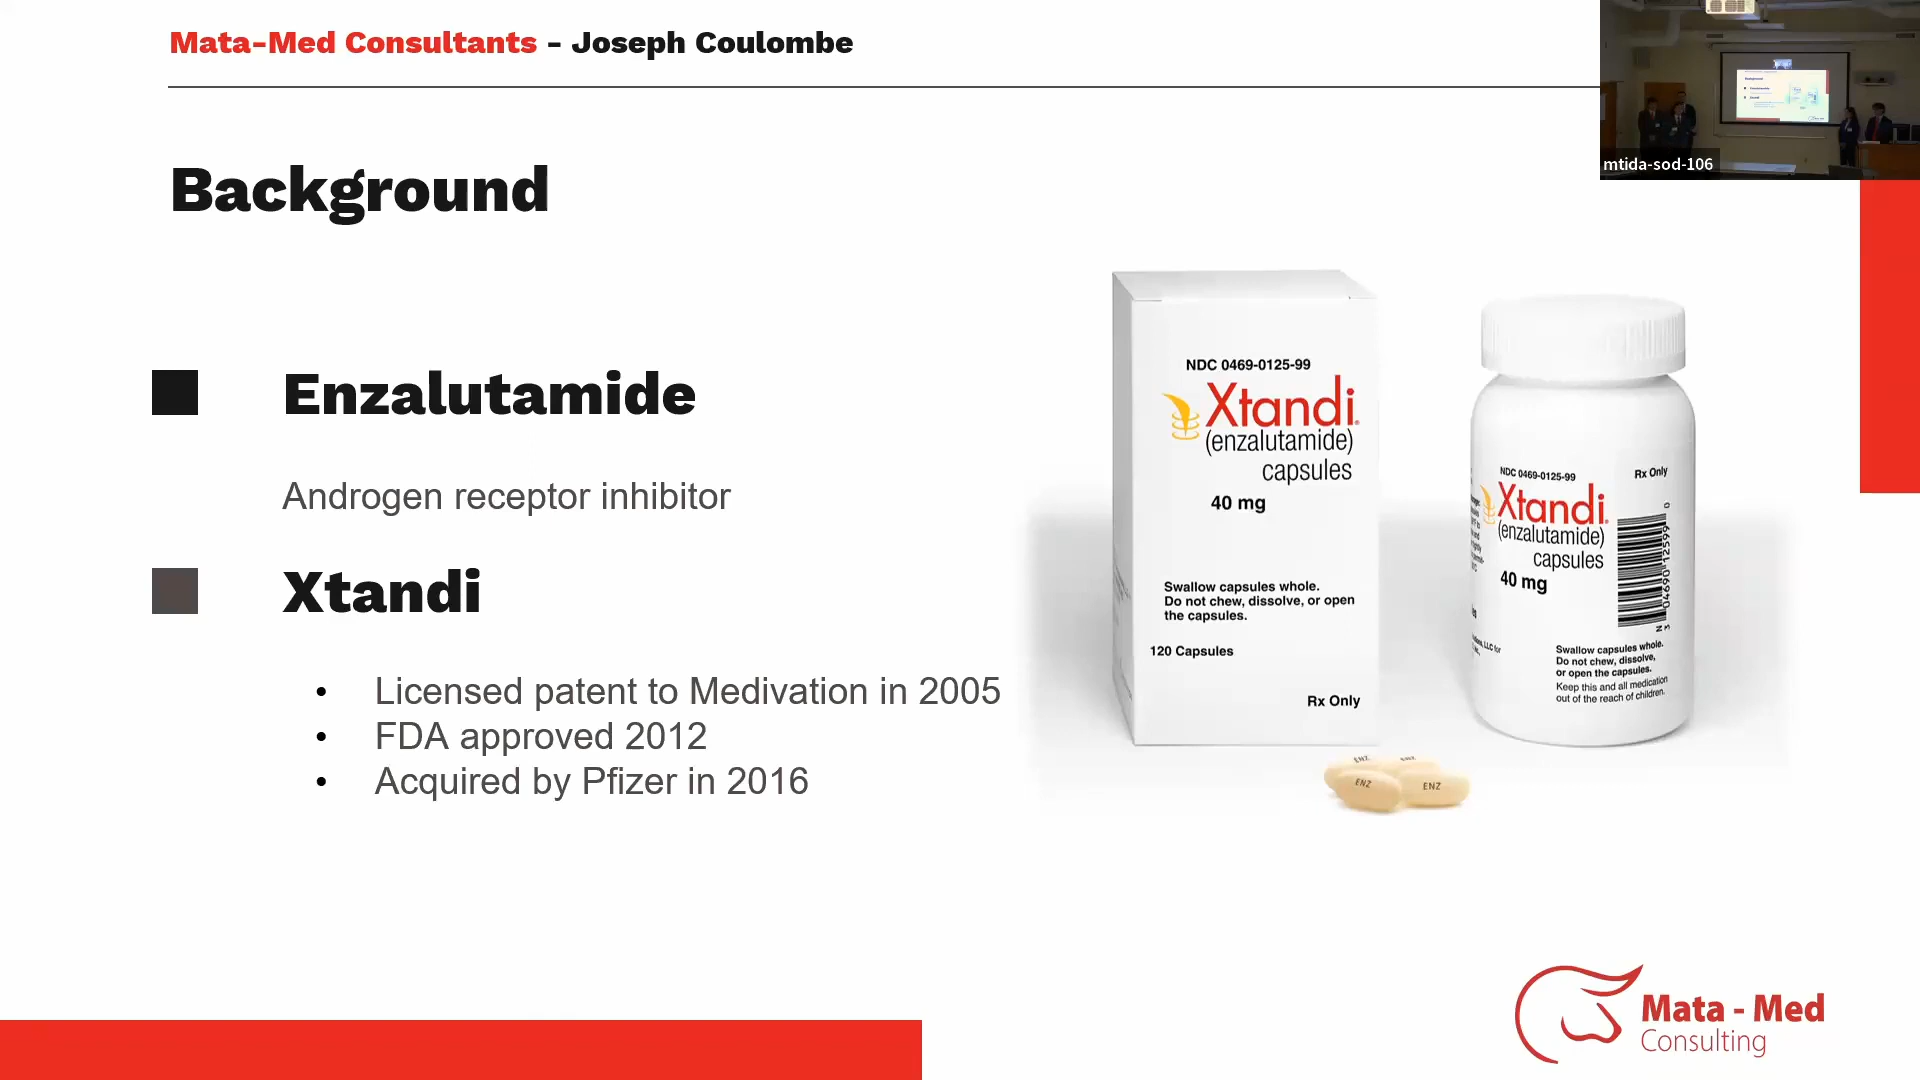 Mata-Med Consultants - Joseph Coulombe
mtida-sod-106
Background
Enzalutamide
Androgen receptor inhibitor
Xtandi
• Licensed patent to Medivation in 2005
• FDA approved 2012
• Acquired by Pfizer in 2016
NDC 0469-0125-99
Xtandi®
(enzalutamide)
capsules
40 mg
Swallow capsules whole.
Do not chew, dissolve, or open
the capsules.
120 Capsules
Rx Only
NDC 0469-0125-99
Rx Only
Xtandi®
(enzalutamide)
capsules
40 mg
Swallow capsules whole.
Do not chew, dissolve,
or open the capsules.
Keep this and all medication
out of the reach of children.
ENZ
ENZ
ENZ
ENZ
Mata - Med
Consulting